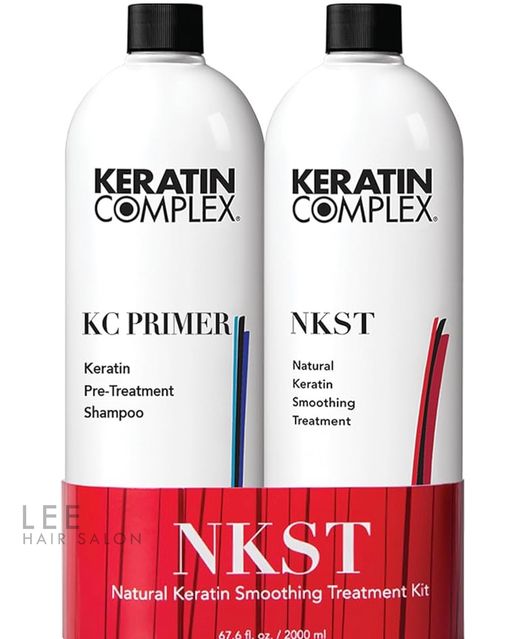 KERATIN
COMPLEX®
KC PRIMER
Keratin
Pre-Treatment
Shampoo
KERATIN
COMPLEX®
NKST
Natural
Keratin
Smoothing
Treatment
LEE
HAIR SALON
NKST
Natural Keratin Smoothing Treatment Kit
67.6 fl. oz. / 2000 ml